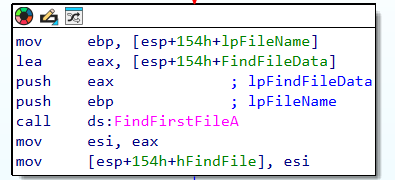 mov ebp, [esp+154h+lpFileName]
lea eax, [esp+154h+FindFileData]
push eax ; lpFindFileData
push ebp ; lpFileName
call ds:FindFirstFileA
mov esi, eax
mov [esp+154h+hFindFile], esi